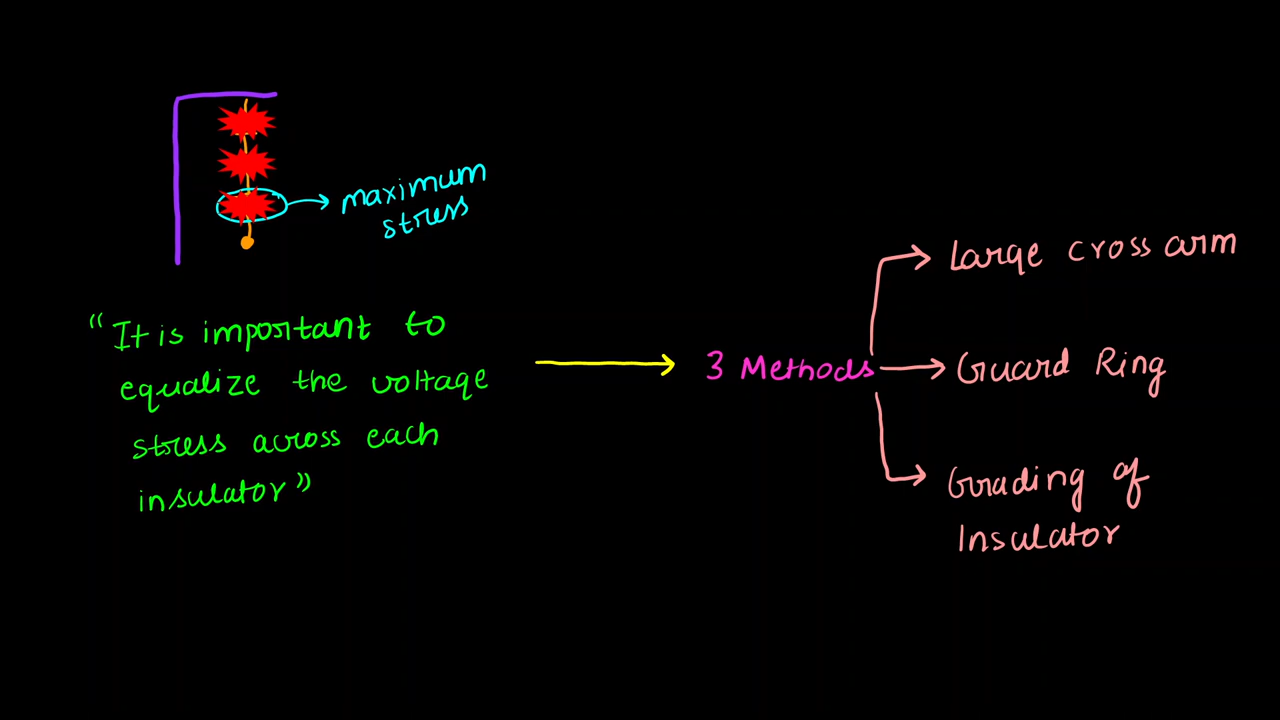 maximum
stress
"It is important to
equalize the voltage
stress across each
insulator"
3 Methods
Large cross arm
Guard Ring
Grading of
Insulator